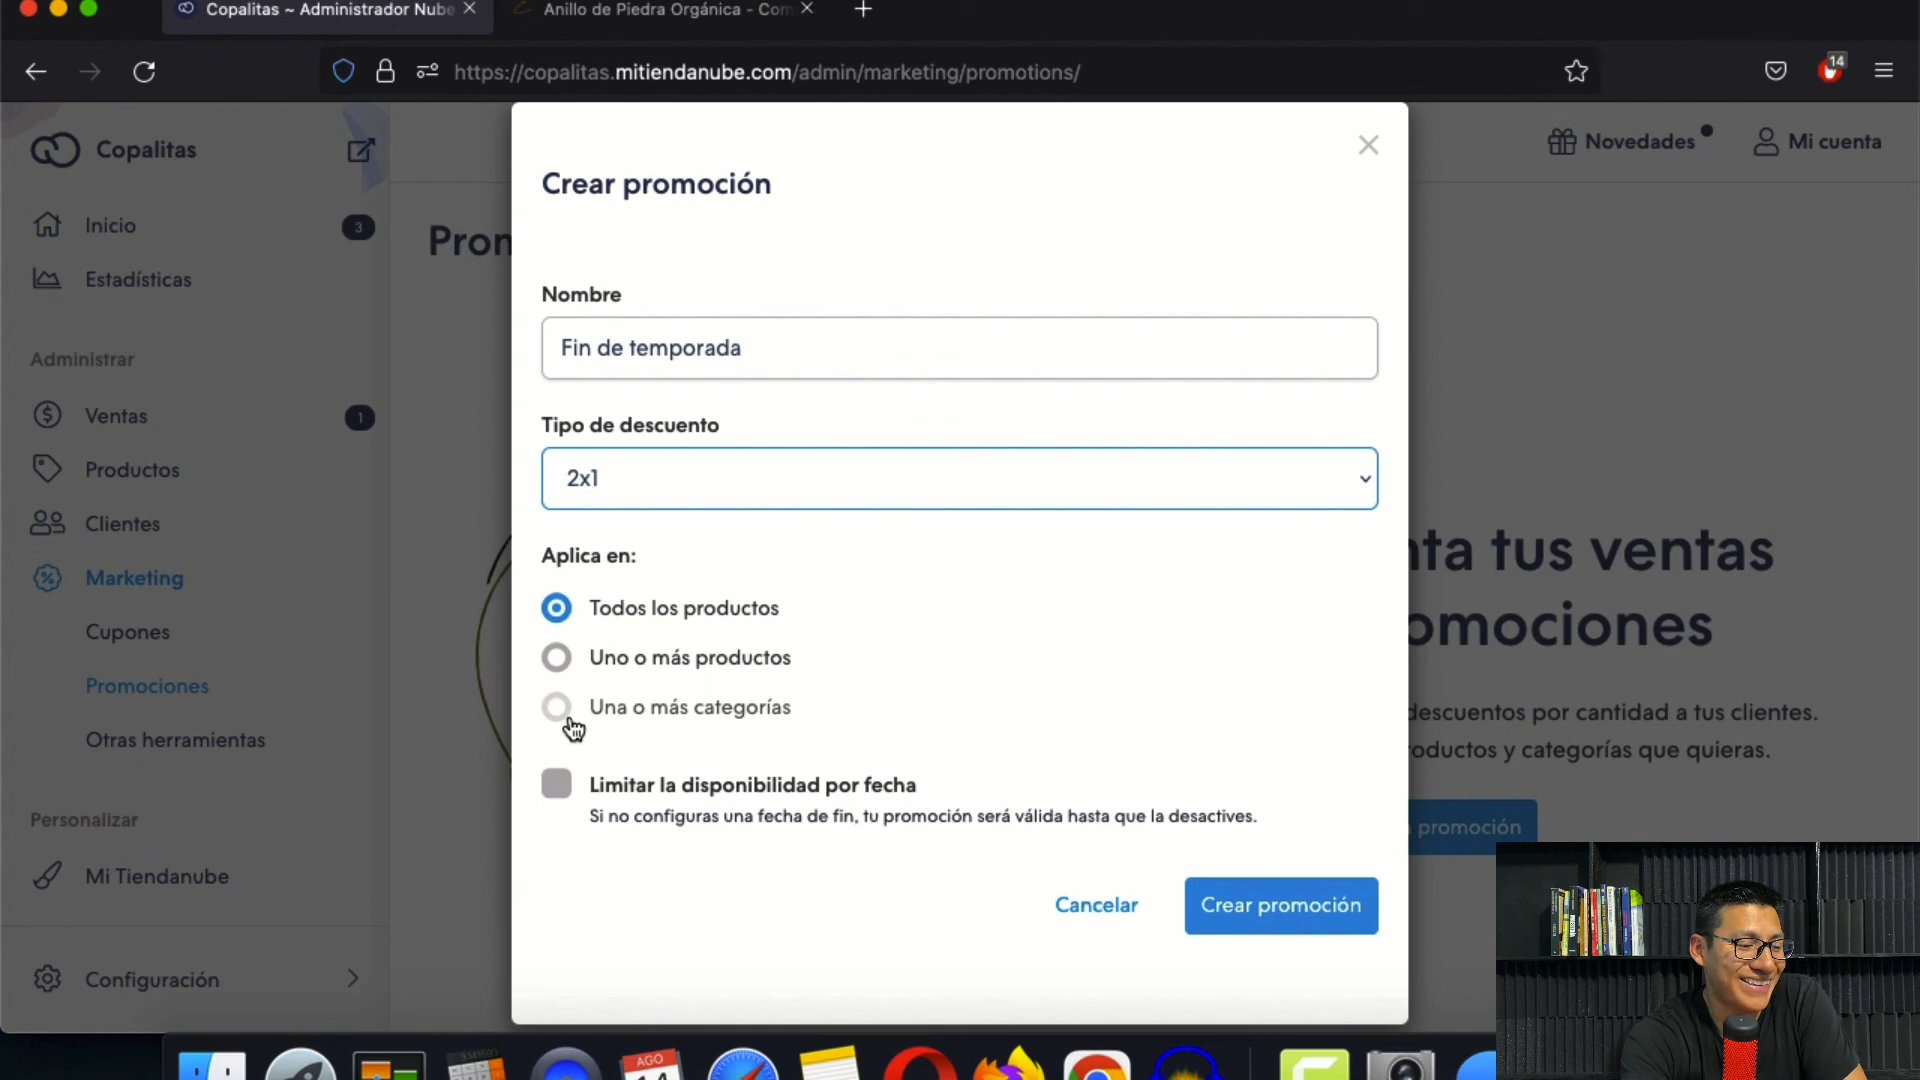 Copalitas ~ Administrador Nube
Anillo de Piedra Orgánica - Com
https://copalitas.mitiendanube.com/admin/marketing/promotions/
14
Copalitas
Novedades
Mi cuenta
Inicio
3
Estadísticas
Administrar
Ventas
1
Productos
Clientes
Marketing
Cupones
Promociones
Otras herramientas
Personalizar
Mi Tiendanube
Configuración
Prom
Crear promoción
Nombre
Fin de temporada
Tipo de descuento
2x1
Aplica en:
Todos los productos
Uno o más productos
Una o más categorías
Limitar la disponibilidad por fecha
Si no configuras una fecha de fin, tu promoción será válida hasta que la desactives.
Cancelar
Crear promoción
nta tus ventas
omociones
descuentos por cantidad a tus clientes.
oductos y categorías que quieras.
promoción
AGO